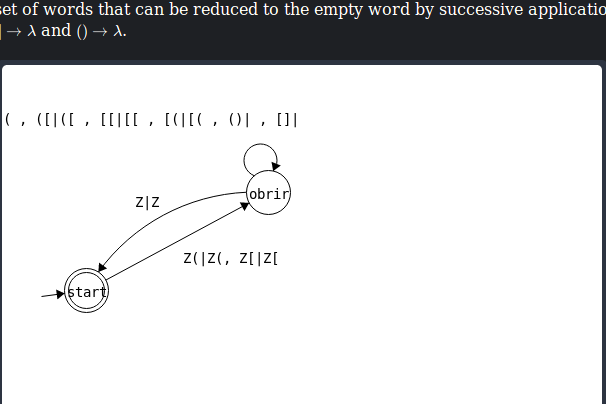 set of words that can be reduced to the empty word by successive applicatio
] → λ and () → λ.
( , ([|([ , [[|[[ , [(|[( , ()| , []|
obrir
Z|Z
Z(|Z(, Z[|Z[
start